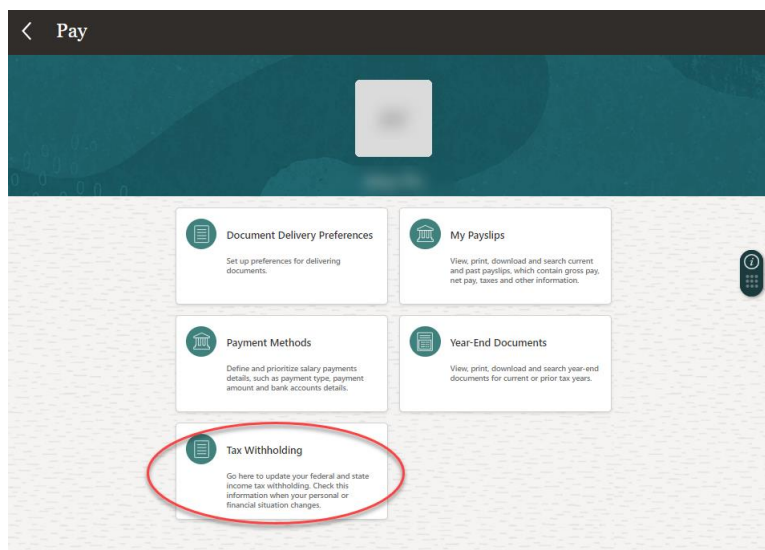 Pay
Document Delivery Preferences
Set up preferences for delivering
documents.
My Payslips
View, print, download and search current
and past payslips, which contain gross pay,
net pay, taxes and other information.
Payment Methods
Define and prioritize salary payments
details, such as payment type, payment
amount and bank accounts details.
Year-End Documents
View, print, download and search year-end
documents for current or prior tax years.
Tax Withholding
Go here to update your federal and state
income tax withholding. Check this
information when your personal or
financial situation changes.